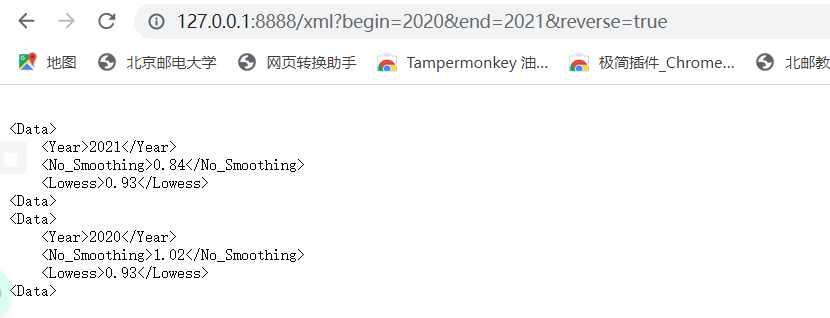 127.0.0.1:8888/xml?begin=2020&end=2021&reverse=true
地图 北京邮电大学 网页转换助手 Tampermonkey 油... 极简插件_Chrome... 北邮教
<Data>
<Year>2021</Year>
<No_Smoothing>0.84</No_Smoothing>
<Lowess>0.93</Lowess>
<Data>
<Data>
<Year>2020</Year>
<No_Smoothing>1.02</No_Smoothing>
<Lowess>0.93</Lowess>
<Data>